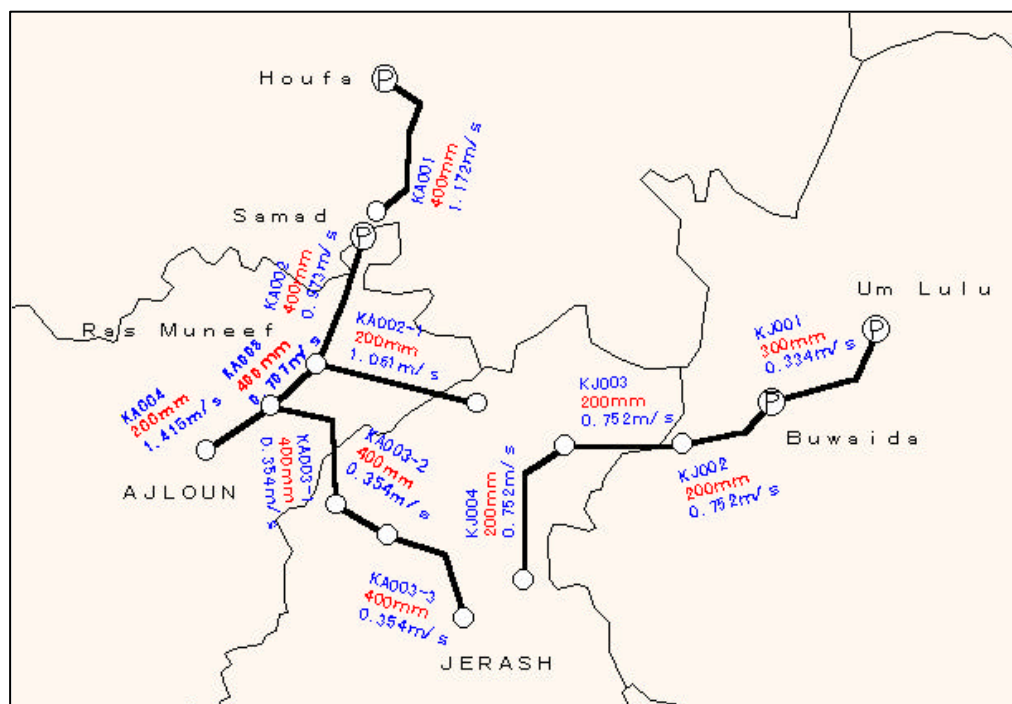 Houfa
P
KA001
400mm
1.172m/s
Samad
P
KA002
400mm
0.973m/s
Um Lulu
Ras Muneef
KA002-1
200mm
1.061m/s
P
KJ001
300mm
0.334m/s
400mm
KJ003
200mm
0.752m/s
P
Buwaida
KA004
200mm
1.415m/s
KA003-2
400mm
0.354m/s
KJ002
200mm
0.752m/s
AJLOUN
KA003-1
400mm
0.354m/s
KJ004
200mm
0.752m/s
KA003-3
400mm
0.354m/s
JERASH